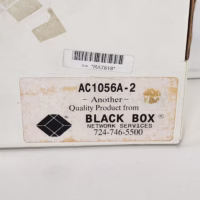 AC1056A-2
- Another -
Quality Product from
BLACK BOX®
NETWORK SERVICES
724-746-5500